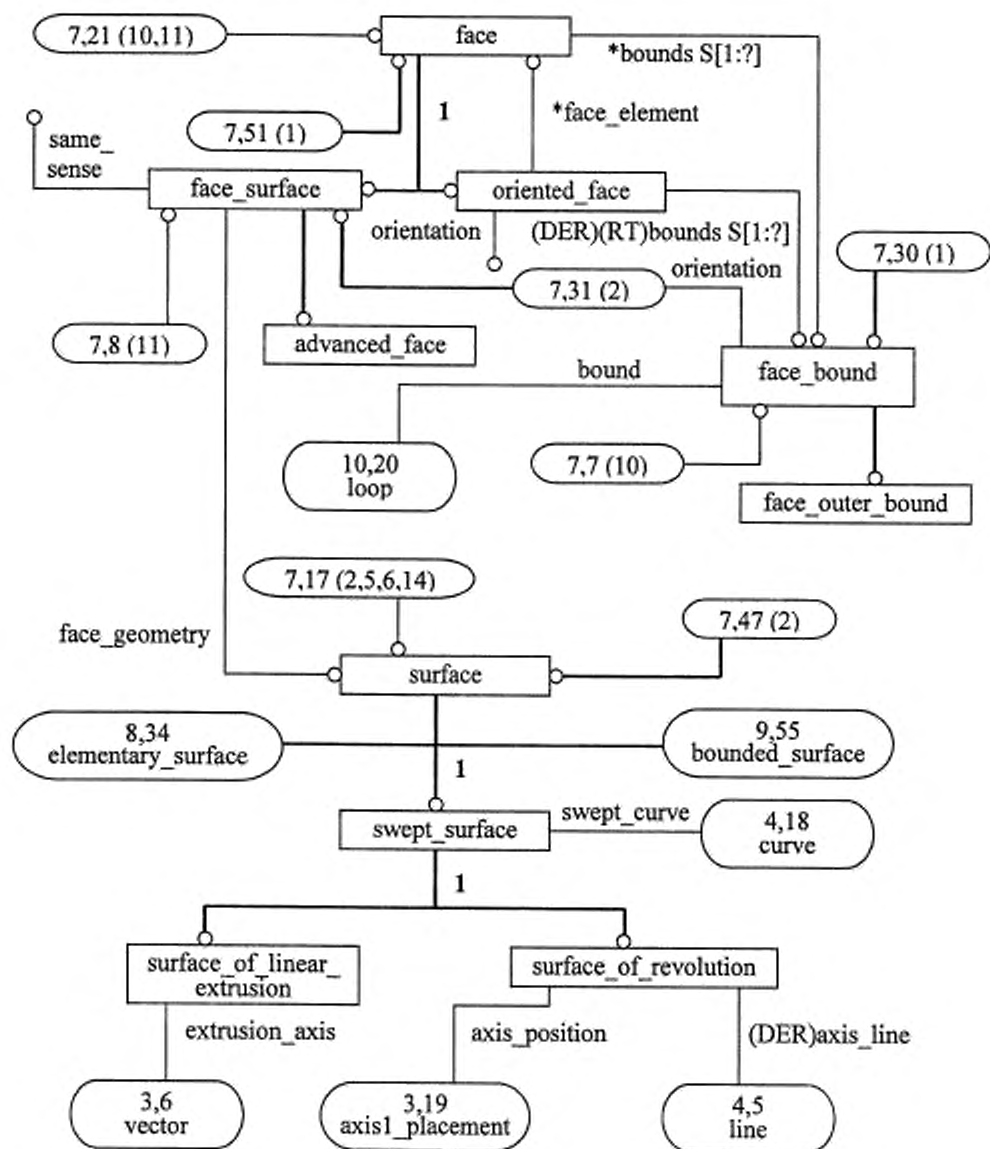 7,21 (10,11)
face
*bounds S[1:?]
1
*face_element
7,51 (1)
same_
sense
face_surface
oriented_face
orientation
(DER)(RT)bounds S[1:?]
7,30 (1)
orientation
7,31 (2)
7,8 (11)
advanced_face
bound
face_bound
10,20
loop
7,7 (10)
face_outer_bound
7,17 (2,5,6,14)
7,47 (2)
face_geometry
surface
8,34
elementary_surface
9,55
bounded_surface
1
swept_surface
swept_curve
4,18
curve
1
surface_of_linear_
extrusion
surface_of_revolution
extrusion_axis
axis_position
(DER)axis_line
3,6
vector
3,19
axis1_placement
4,5
line